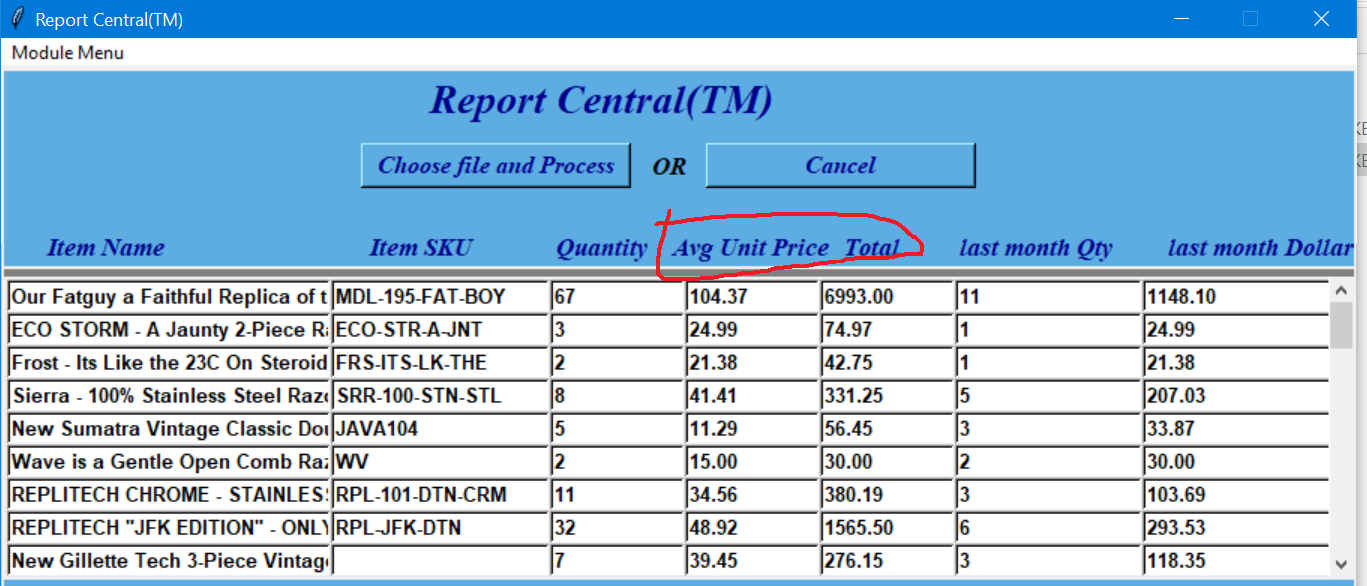 Report Central(TM)
Module Menu
Report Central(TM)
Choose file and Process OR Cancel
Item Name Item SKU Quantity Avg Unit Price Total last month Qty last month Dollar
Our Fatguy a Faithful Replica of t MDL-195-FAT-BOY 67 104.37 6993.00 11 1148.10
ECO STORM - A Jaunty 2-Piece Ra ECO-STR-A-JNT 3 24.99 74.97 1 24.99
Frost - Its Like the 23C On Steroid FRS-ITS-LK-THE 2 21.38 42.75 1 21.38
Sierra - 100% Stainless Steel Razo SRR-100-STN-STL 8 41.41 331.25 5 207.03
New Sumatra Vintage Classic Dou JAVA104 5 11.29 56.45 3 33.87
Wave is a Gentle Open Comb Raz WV 2 15.00 30.00 2 30.00
REPLITECH CHROME - STAINLESS RPL-101-DTN-CRM 11 34.56 380.19 3 103.69
REPLITECH "JFK EDITION" - ONLY RPL-JFK-DTN 32 48.92 1565.50 6 293.53
New Gillette Tech 3-Piece Vintag 7 39.45 276.15 3 118.35